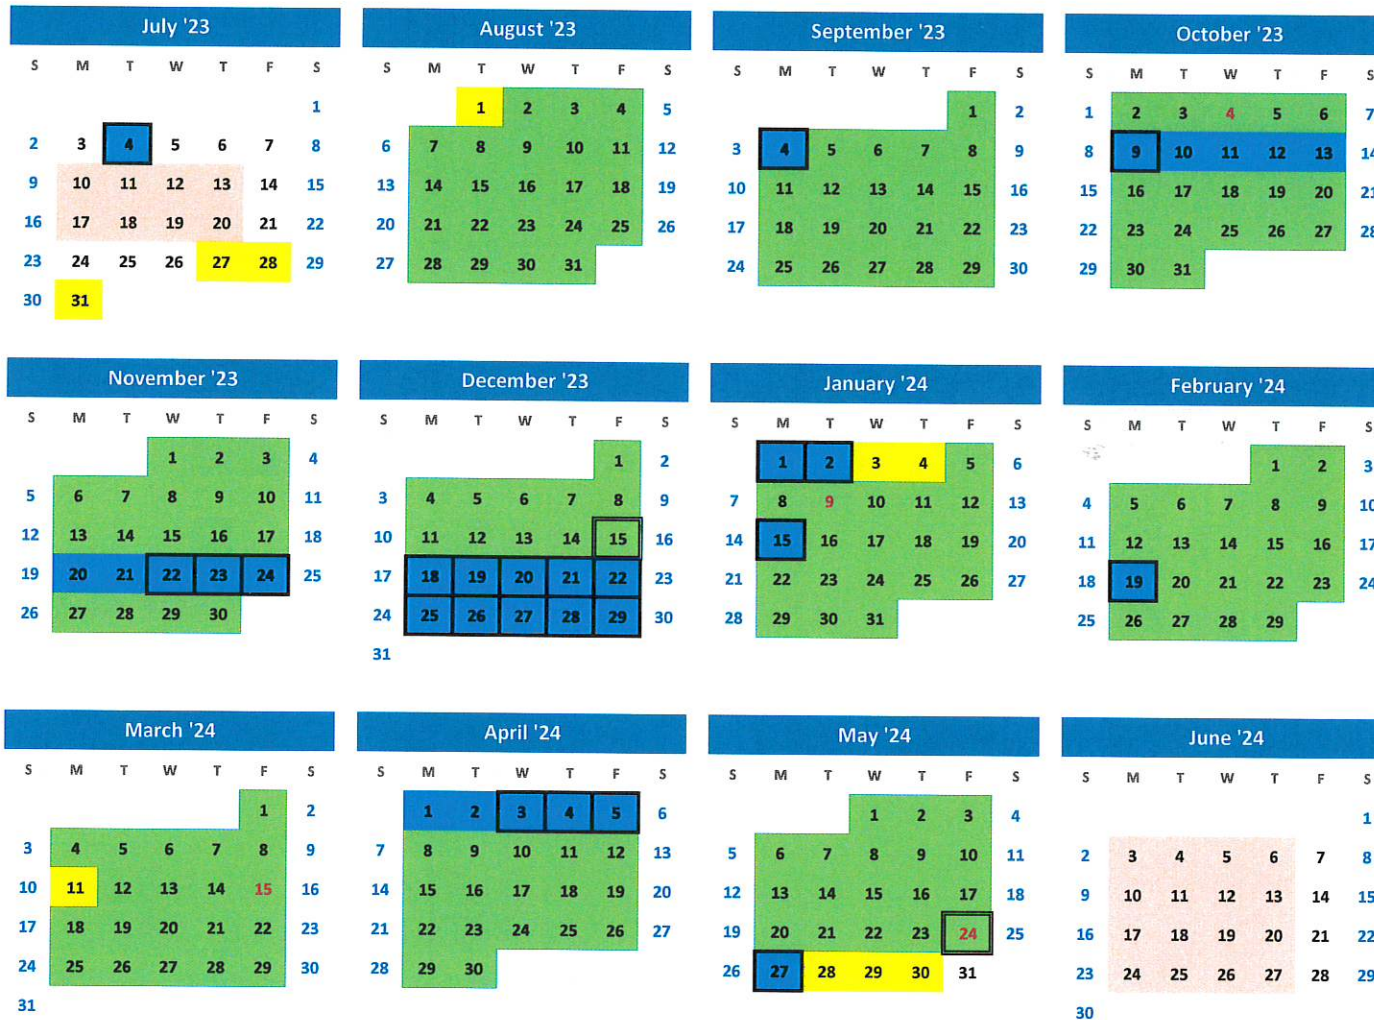 July '23 August '23 September '23 October '23
S M T W T F S S M T W T F S S M T W T F S S M T W T F S
1 1 2 3 4 5 1 2 1 2 3 4 5 6 7
2 3 4 5 6 7 8 6 7 8 9 10 11 12 3 4 5 6 7 8 9 8 9 10 11 12 13 14
9 10 11 12 13 14 15 13 14 15 16 17 18 19 10 11 12 13 14 15 16 15 16 17 18 19 20 21
16 17 18 19 20 21 22 20 21 22 23 24 25 26 17 18 19 20 21 22 23 22 23 24 25 26 27 28
23 24 25 26 27 28 29 27 28 29 30 31 24 25 26 27 28 29 30 29 30 31
30 31
November '23 December '23 January '24 February '24
S M T W T F S S M T W T F S S M T W T F S S M T W T F S
1 2 3 4 1 2 1 2 3 4 5 6 1 2 3
5 6 7 8 9 10 11 3 4 5 6 7 8 9 7 8 9 10 11 12 13 4 5 6 7 8 9 10
12 13 14 15 16 17 18 10 11 12 13 14 15 16 14 15 16 17 18 19 20 11 12 13 14 15 16 17
19 20 21 22 23 24 25 17 18 19 20 21 22 23 21 22 23 24 25 26 27 18 19 20 21 22 23 24
26 27 28 29 30 24 25 26 27 28 29 30 28 29 30 31 25 26 27 28 29
31
March '24 April '24 May '24 June '24
S M T W T F S S M T W T F S S M T W T F S S M T W T F S
1 2 1 2 3 4 5 6 1 2 3 4 1
3 4 5 6 7 8 9 7 8 9 10 11 12 13 5 6 7 8 9 10 11 2 3 4 5 6 7 8
10 11 12 13 14 15 16 14 15 16 17 18 19 20 12 13 14 15 16 17 18 9 10 11 12 13 14 15
17 18 19 20 21 22 23 21 22 23 24 25 26 27 19 20 21 22 23 24 25 16 17 18 19 20 21 22
24 25 26 27 28 29 30 28 29 30 26 27 28 29 30 31 23 24 25 26 27 28 29
31 30